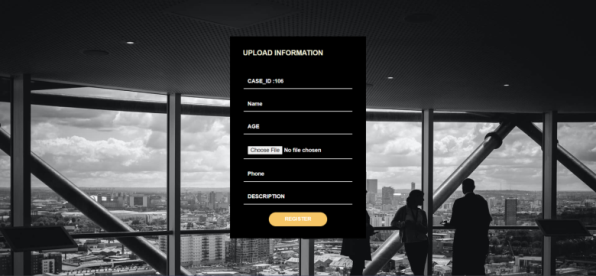 UPLOAD INFORMATION
CASE_ID :106
Name
AGE
Choose File No file chosen
Phone
DESCRIPTION
REGISTER